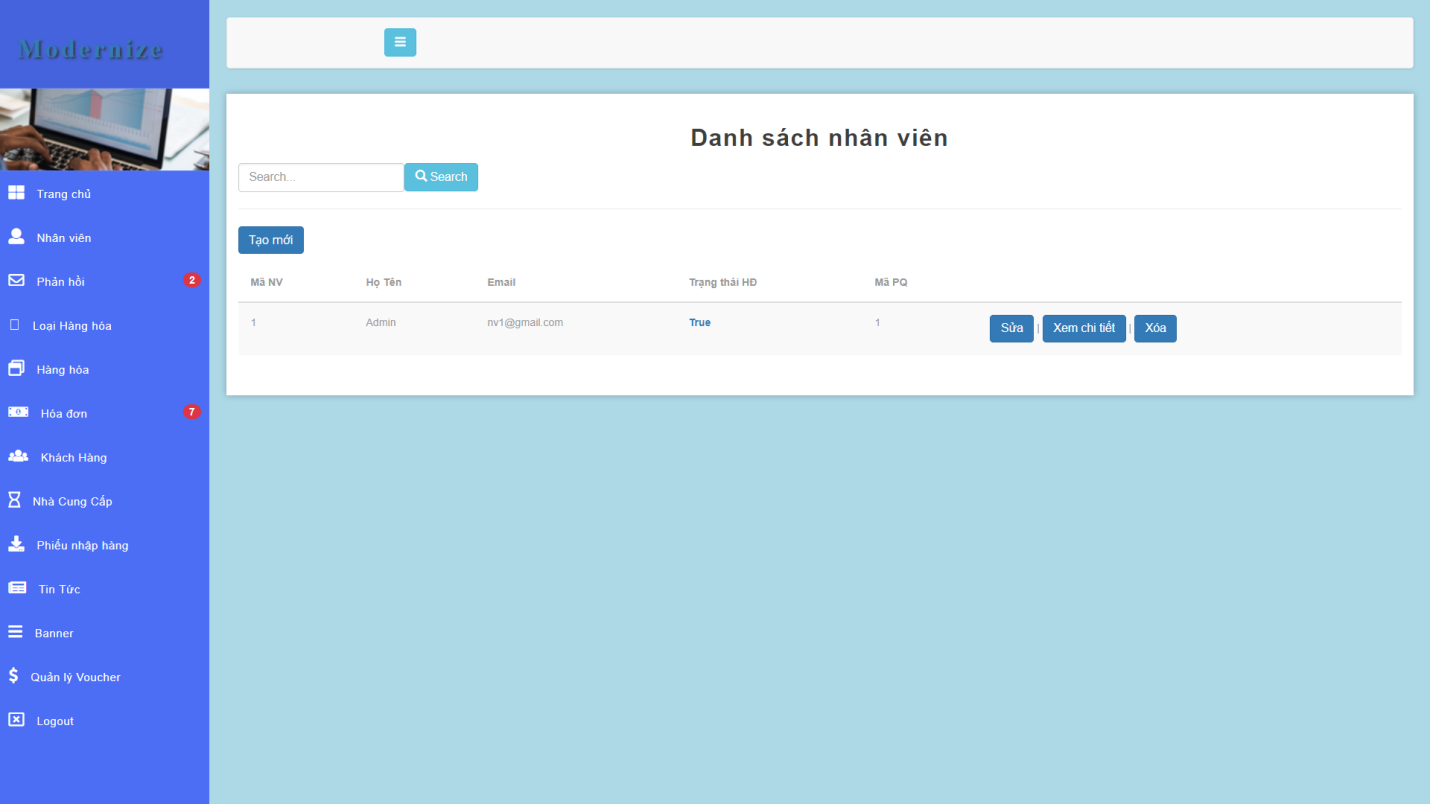 Modernize
Trang chủ
Nhân viên
Phản hồi 2
Loại Hàng hóa
Hàng hóa
Hóa đơn 7
Khách Hàng
Nhà Cung Cấp
Phiếu nhập hàng
Tin Tức
Banner
Quản lý Voucher
Logout
Danh sách nhân viên
Search... Search
Tạo mới
Mã NV Họ Tên Email Trạng thái HĐ Mã PQ
1 Admin nv1@gmail.com True 1 Sửa | Xem chi tiết | Xóa